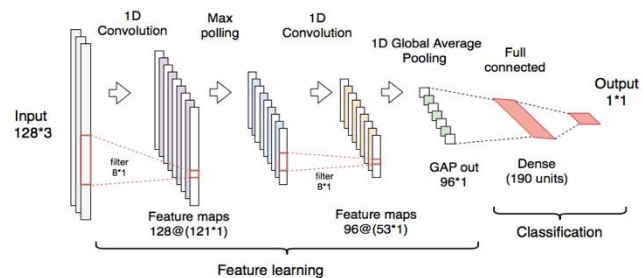 1D
Convolution
Max
polling
1D
Convolution
1D Global Average
Pooling
Full
connected
Output
1*1
Input
128*3
filter
8*1
filter
8*1
GAP out
96*1
Dense
(190 units)
Feature maps
128@(121*1)
Feature maps
96@(53*1)
Classification
Feature learning